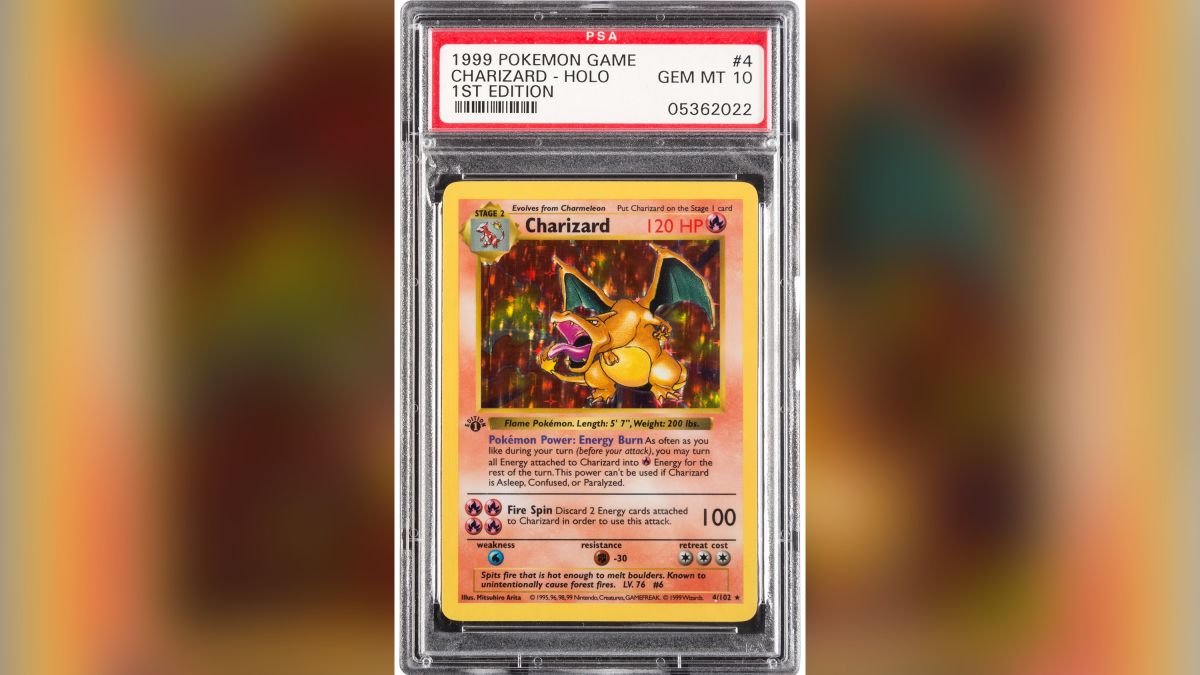 PSA
1999 POKEMON GAME #4
CHARIZARD - HOLO GEM MT 10
1ST EDITION
05362022
STAGE 2 Evolves from Charmeleon Put Charizard on the Stage 1 card
Charizard 120 HP
EDITION 1
Flame Pokémon. Length: 5' 7", Weight: 200 lbs.
Pokémon Power: Energy Burn As often as you
like during your turn (before your attack), you may turn
all Energy attached to Charizard into Energy for the
rest of the turn. This power can't be used if Charizard
is Asleep, Confused, or Paralyzed.
Fire Spin Discard 2 Energy cards attached
to Charizard in order to use this attack. 100
weakness resistance retreat cost
-30
Spits fire that is hot enough to melt boulders. Known to
unintentionally cause forest fires. LV. 76 #6
Illus. Mitsuhiro Arita © 1995, 96, 98, 99 Nintendo, Creatures, GAMEFREAK. © 1999 Wizards. 4/102 ★